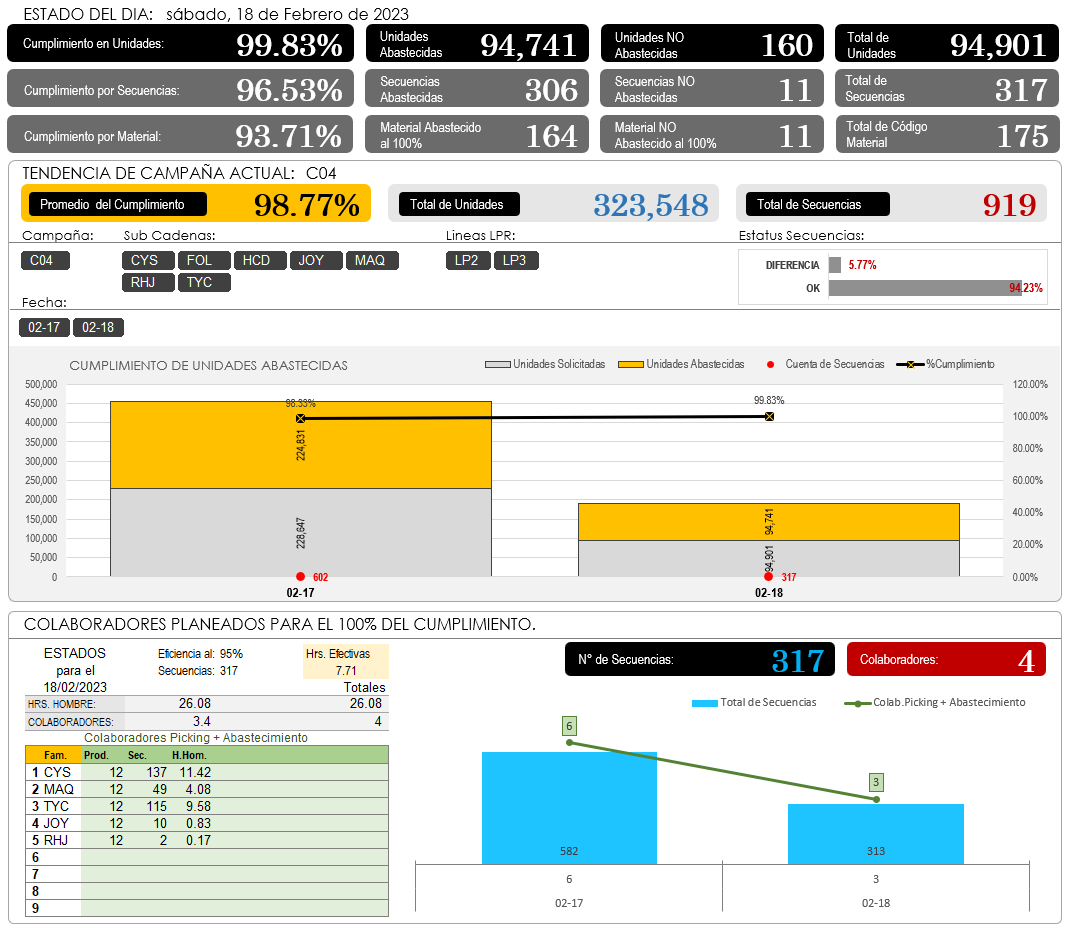 ESTADO DEL DIA: sábado, 18 de Febrero de 2023
Cumplimiento en Unidades: 99.83%
Unidades Abastecidas 94,741
Unidades NO Abastecidas 160
Total de Unidades 94,901
Cumplimiento por Secuencias: 96.53%
Secuencias Abastecidas 306
Secuencias NO Abastecidas 11
Total de Secuencias 317
Cumplimiento por Material: 93.71%
Material Abastecido al 100% 164
Material NO Abastecido al 100% 11
Total de Código Material 175
TENDENCIA DE CAMPAÑA ACTUAL: C04
Promedio del Cumplimiento 98.77%
Total de Unidades 323,548
Total de Secuencias 919
Campaña: Sub Cadenas: Lineas LPR: Estatus Secuencias:
C04 CYS FOL HCD JOY MAQ LP2 LP3
RHJ TYC
DIFERENCIA 5.77%
OK 94.23%
Fecha:
02-17 02-18
CUMPLIMIENTO DE UNIDADES ABASTECIDAS
Unidades Solicitadas Unidades Abastecidas Cuenta de Secuencias %Cumplimiento
500,000 120.00%
450,000
400,000 100.00%
350,000
300,000 80.00%
250,000 60.00%
200,000
150,000 40.00%
100,000 20.00%
50,000
0 0.00%
98.33% 99.83%
224,831 94,741
228,647 94,901
602 317
02-17 02-18
COLABORADORES PLANEADOS PARA EL 100% DEL CUMPLIMIENTO.
ESTADOS Eficiencia al: 95% Hrs. Efectivas
para el Secuencias: 317 7.71
18/02/2023 Totales
HRS. HOMBRE: 26.08 26.08
COLABORADORES: 3.4 4
Colaboradores Picking + Abastecimiento
Fam. Prod. Sec. H.Hom.
1 CYS 12 137 11.42
2 MAQ 12 49 4.08
3 TYC 12 115 9.58
4 JOY 12 10 0.83
5 RHJ 12 2 0.17
6
7
8
9
N° de Secuencias: 317
Colaboradores: 4
Total de Secuencias Colab.Picking + Abastecimiento
6 3
582 313
6 3
02-17 02-18